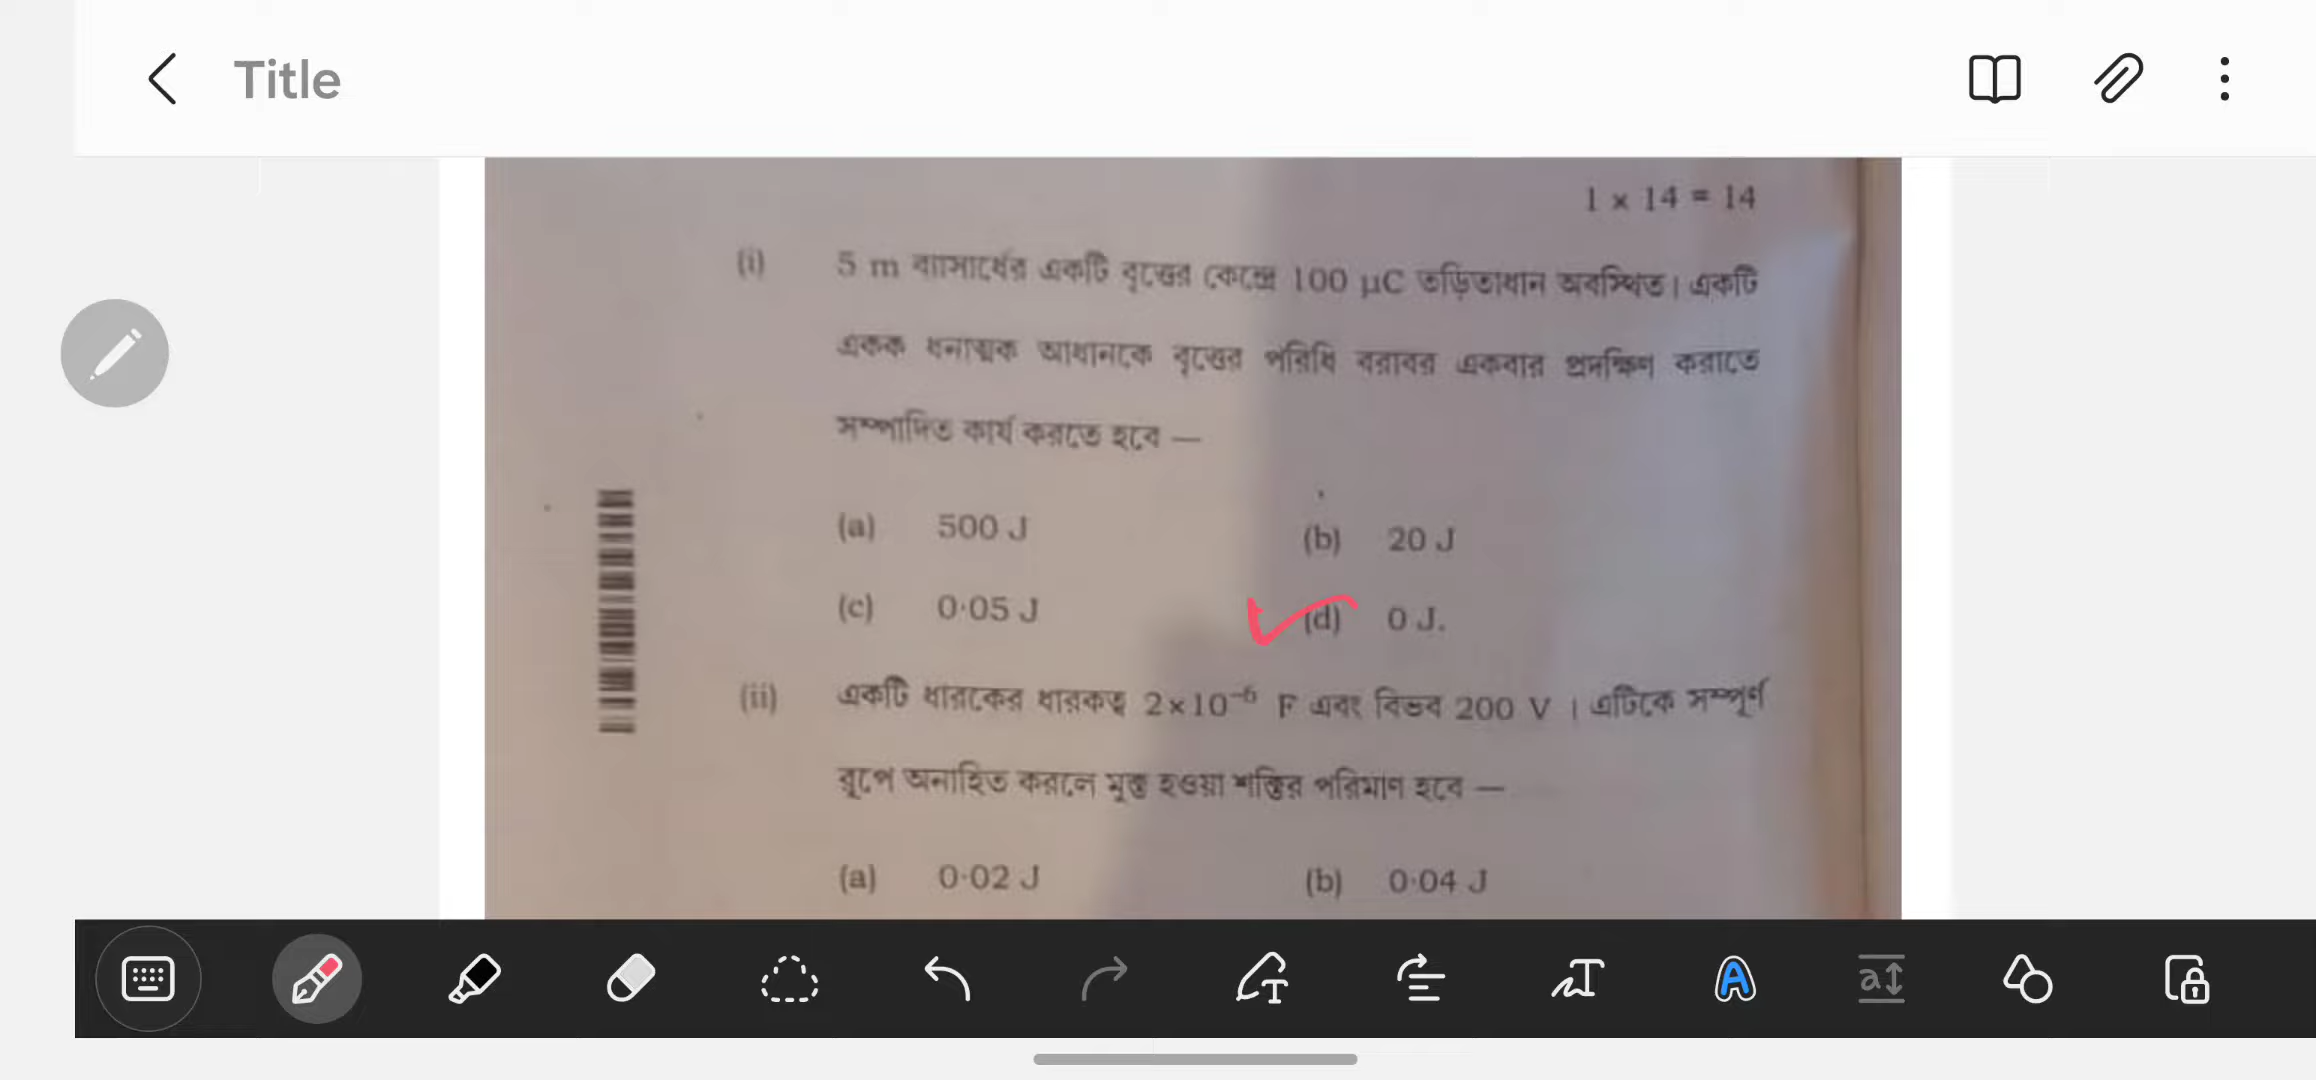 Title
1 × 14 = 14
(i) 5 m ব্যাসার্ধের একটি বৃত্তের কেন্দ্রে 100 μC তড়িতাধান অবস্থিত। একটি
একক ধনাত্মক আধানকে বৃত্তের পরিধি বরাবর একবার প্রদক্ষিণ করাতে
সম্পাদিত কার্য করতে হবে —
(a) 500 J (b) 20 J
(c) 0·05 J (d) 0 J.
(ii) একটি ধারকের ধারকত্ব 2×10⁻⁶ F এবং বিভব 200 V । এটিকে সম্পূর্ণ
রূপে অনাহিত করলে মুক্ত হওয়া শক্তির পরিমাণ হবে —
(a) 0·02 J (b) 0·04 J